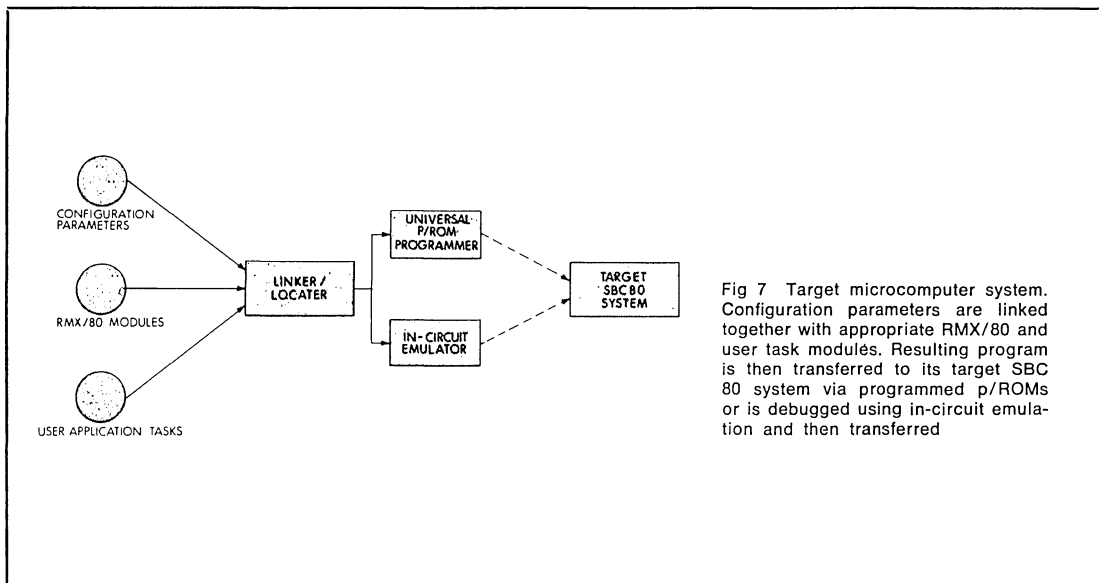 CONFIGURATION
PARAMETERS
RMX/80 MODULES
USER APPLICATION TASKS
LINKER/
LOCATER
UNIVERSAL
P/ROM
PROGRAMMER
IN-CIRCUIT
EMULATOR
TARGET
SBC80
SYSTEM
Fig 7 Target microcomputer system.
Configuration parameters are linked
together with appropriate RMX/80 and
user task modules. Resulting program
is then transferred to its target SBC
80 system via programmed p/ROMs
or is debugged using in-circuit emula-
tion and then transferred